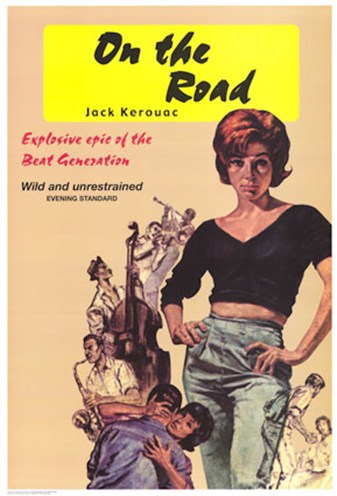 On the
Road
Jack Kerouac
Explosive epic of the
Beat Generation
Wild and unrestrained
EVENING STANDARD